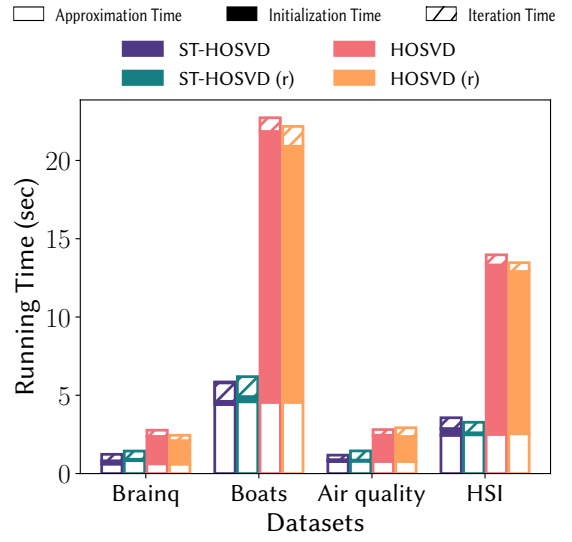 Approximation Time Initialization Time Iteration Time
ST-HOSVD HOSVD
ST-HOSVD (r) HOSVD (r)
Running Time (sec)
20
15
10
5
0
Brainq Boats Air quality HSI
Datasets